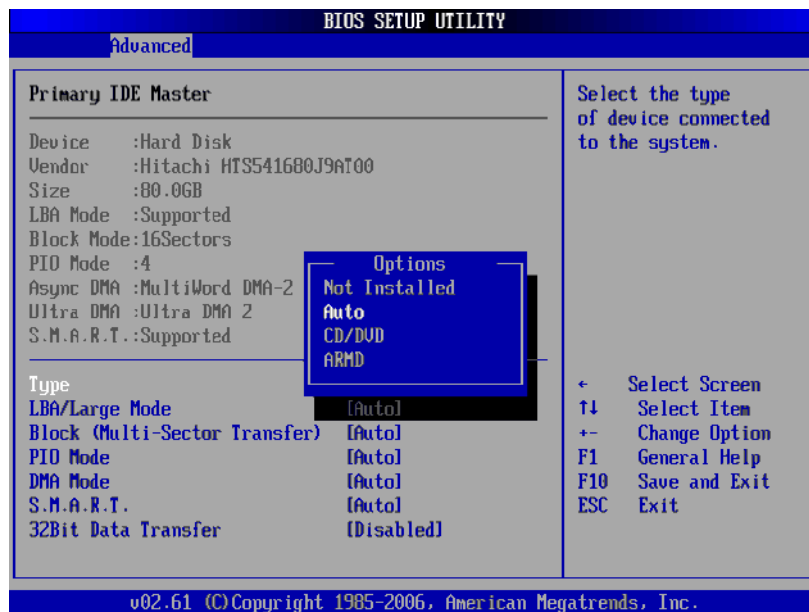 BIOS SETUP UTILITY
Advanced
Primary IDE Master
Device :Hard Disk
Vendor :Hitachi HTS541680J9AT00
Size :80.0GB
LBA Mode :Supported
Block Mode:16Sectors
PIO Mode :4
Async DMA :MultiWord DMA-2
Ultra DMA :Ultra DMA 2
S.M.A.R.T.:Supported
Options
Not Installed
Auto
CD/DVD
ARMD
Type
LBA/Large Mode [Auto]
Block (Multi-Sector Transfer) [Auto]
PIO Mode [Auto]
DMA Mode [Auto]
S.M.A.R.T. [Auto]
32Bit Data Transfer [Disabled]
Select the type
of device connected
to the system.
← Select Screen
↑↓ Select Item
+- Change Option
F1 General Help
F10 Save and Exit
ESC Exit
v02.61 (C)Copyright 1985-2006, American Megatrends, Inc.